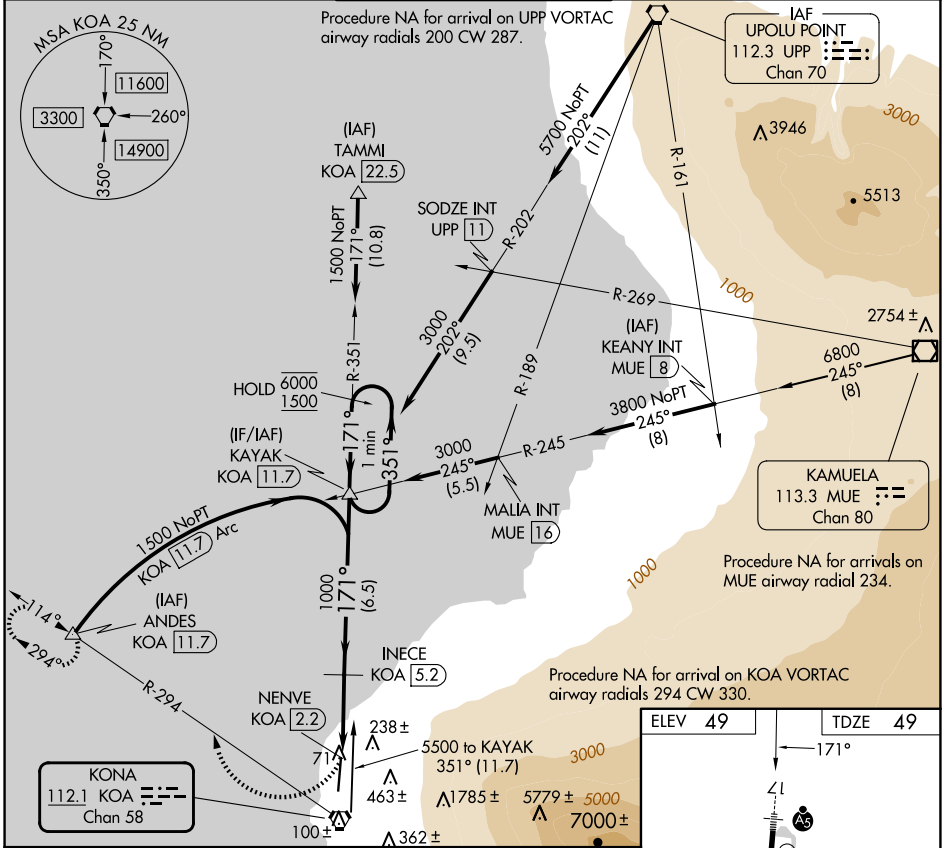 Procedure NA for arrival on UPP VORTAC
airway radials 200 CW 287.
IAF
UPOLU POINT
112.3 UPP
Chan 70
MSA KOA 25 NM
170°
11600
3300
260°
14900
350°
3000
3946
5513
(IAF)
TAMMI
KOA 22.5
5700 NoPT
202°
(11)
R-161
1500 NoPT
171°
(10.8)
SODZE INT
UPP 11
R-202
R-269
1000
2754 ±
R-351
3000
202°
(9.5)
R-189
(IAF)
KEANY INT
MUE 8
6800
245°
(8)
HOLD 6000
1500
171°
1 min
351°
3800 NoPT
245°
(8)
(IF/IAF)
KAYAK
KOA 11.7
3000
245°
(5.5)
R-245
MALIA INT
MUE 16
KAMUELA
113.3 MUE
Chan 80
1500 NoPT
KOA 11.7 Arc
1000
171°
(6.5)
1000
Procedure NA for arrivals on
MUE airway radial 234.
114°
294°
(IAF)
ANDES
KOA 11.7
INECE
KOA 5.2
Procedure NA for arrival on KOA VORTAC
airway radials 294 CW 330.
R-294
NENVE
KOA 2.2
71
238 ±
5500 to KAYAK
351° (11.7)
3000
463 ±
1785 ±
5779 ±
5000
7000 ±
KONA
112.1 KOA
Chan 58
100 ±
362 ±
ELEV 49
TDZE 49
171°
17
A5